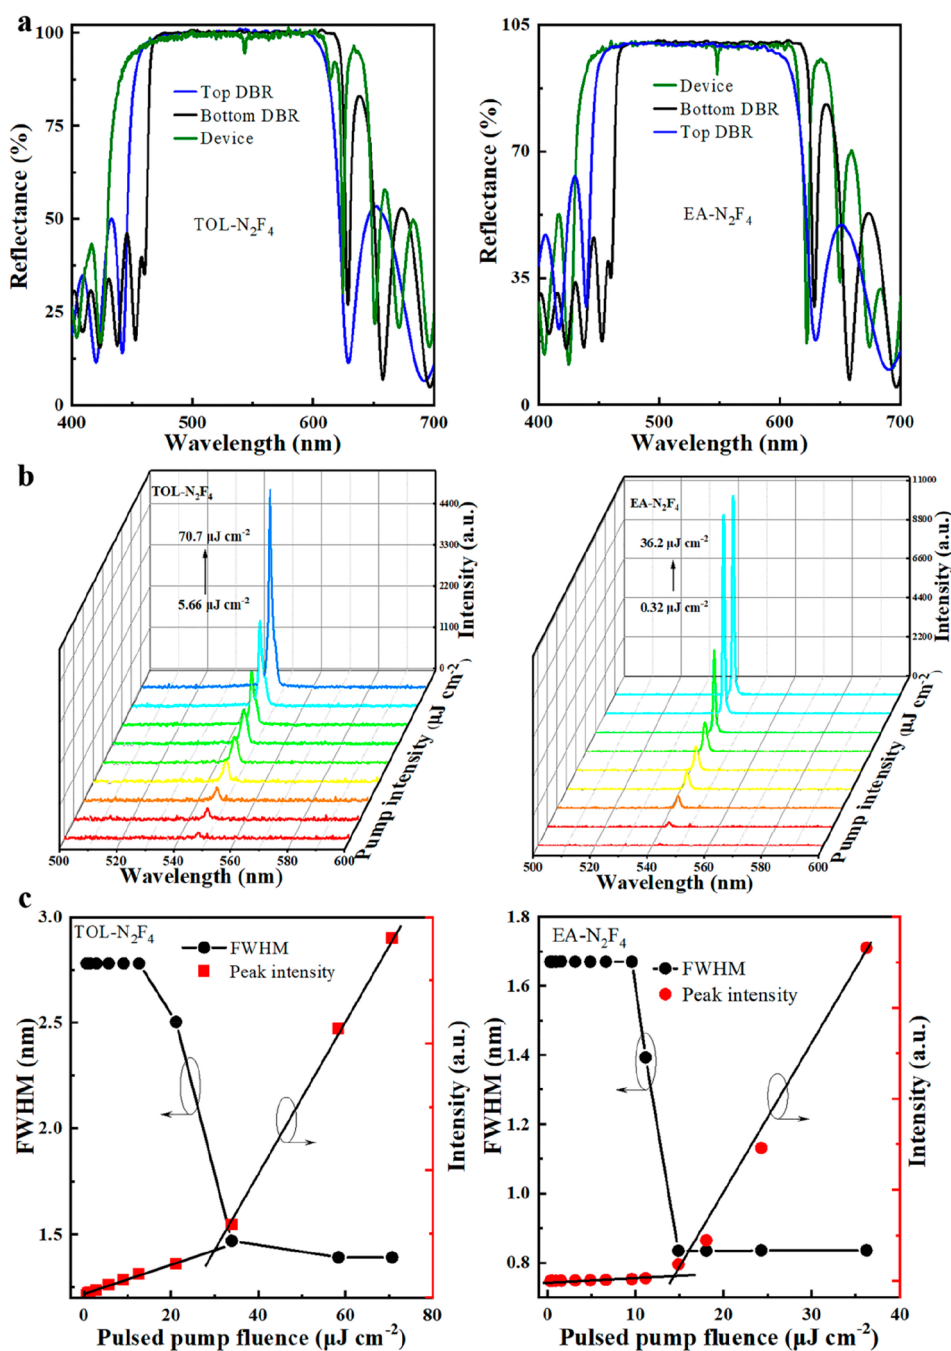 a
100
75
50
25
0
Reflectance (%)
Top DBR
Bottom DBR
Device
TOL-N₂F₄
400
500
600
700
Wavelength (nm)
105
70
35
0
Reflectance (%)
Device
Bottom DBR
Top DBR
EA-N₂F₄
400
500
600
700
Wavelength (nm)
b
TOL-N₂F₄
70.7 µJ cm⁻²
5.66 µJ cm⁻²
4400
3300
2200
1100
0
Intensity (a.u.)
Pump intensity (µJ cm⁻²)
500
520
540
560
580
600
Wavelength (nm)
EA-N₂F₄
36.2 µJ cm⁻²
0.32 µJ cm⁻²
11000
8800
6600
4400
2200
0
Intensity (a.u.)
Pump intensity (µJ cm⁻²)
500
520
540
560
580
600
Wavelength (nm)
c
3.0
2.5
2.0
1.5
FWHM (nm)
TOL-N₂F₄
FWHM
Peak intensity
Intensity (a.u.)
0
20
40
60
80
Pulsed pump fluence (µJ cm⁻²)
1.8
1.6
1.4
1.2
1.0
0.8
FWHM (nm)
EA-N₂F₄
FWHM
Peak intensity
Intensity (a.u.)
0
10
20
30
40
Pulsed pump fluence (µJ cm⁻²)